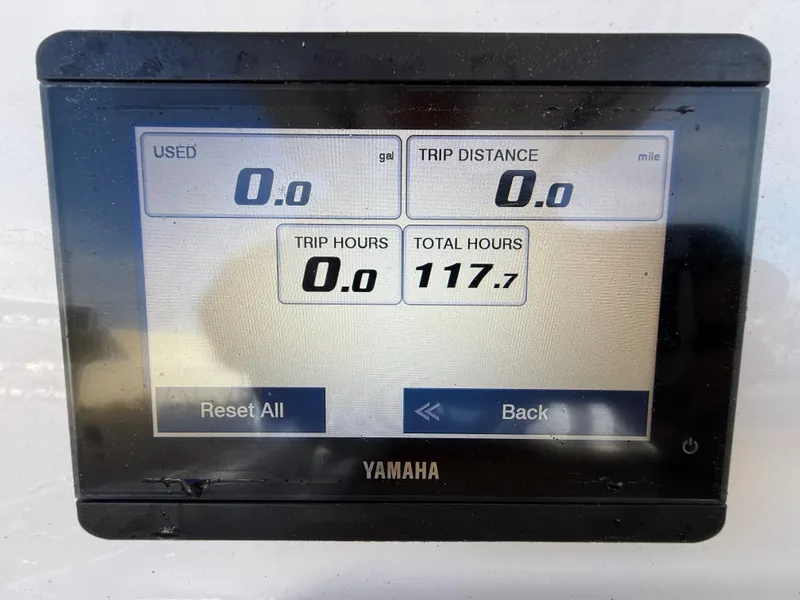 USED gal TRIP DISTANCE mile
0.0 0.0
TRIP HOURS TOTAL HOURS
0.0 117.7
Reset All Back
YAMAHA